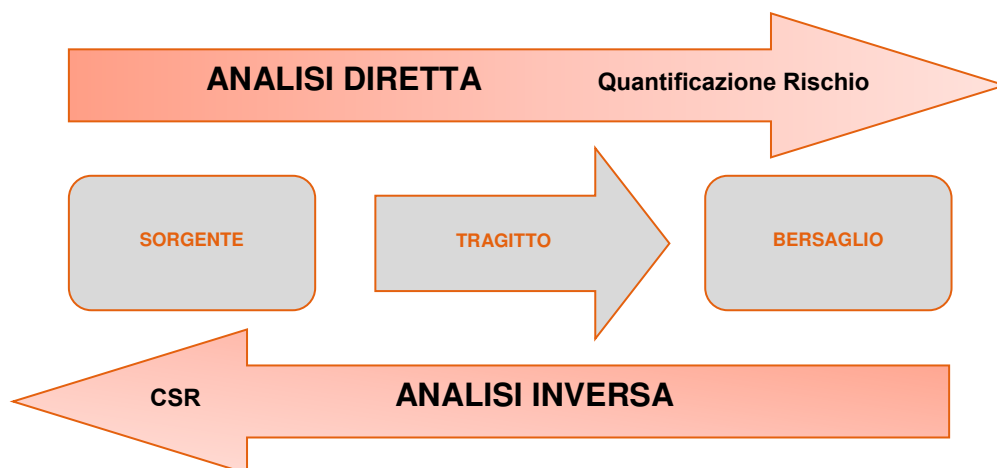 ANALISI DIRETTA Quantificazione Rischio
SORGENTE TRAGITTO BERSAGLIO
CSR ANALISI INVERSA